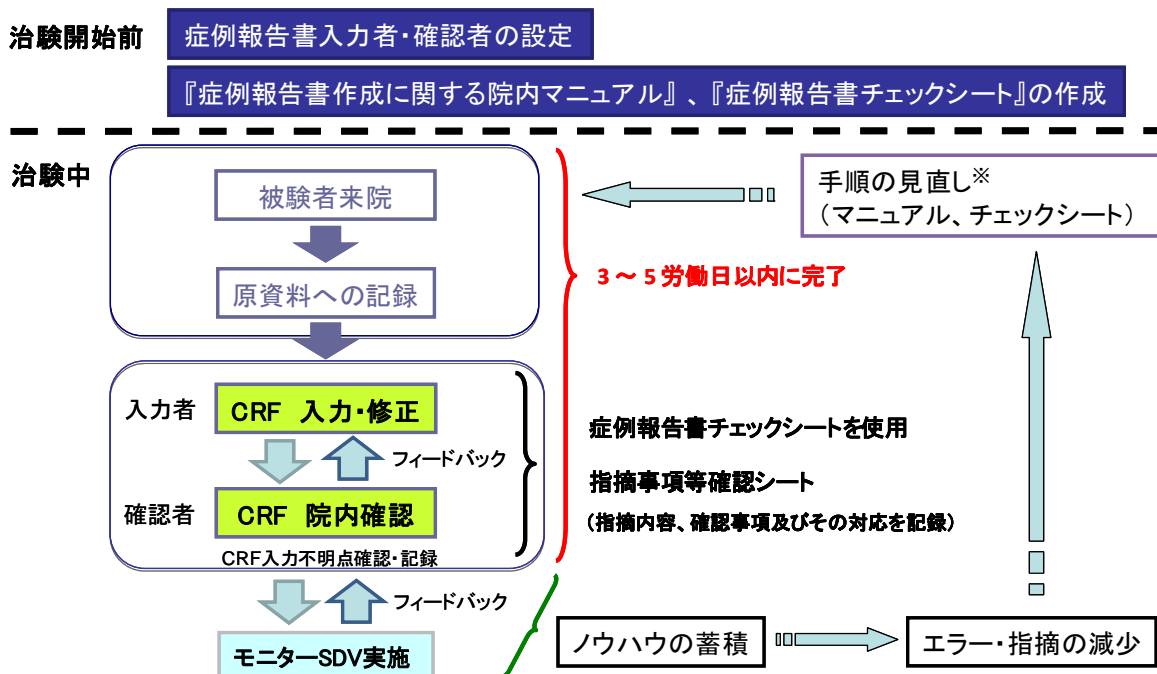 治験開始前
症例報告書入力者・確認者の設定
『症例報告書作成に関する院内マニュアル』、『症例報告書チェックシート』の作成
治験中
被験者来院
原資料への記録
手順の見直し※
(マニュアル、チェックシート)
3～5労働日以内に完了
入力者
CRF 入力・修正
フィードバック
確認者
CRF 院内確認
CRF入力不明点確認・記録
症例報告書チェックシートを使用
指摘事項等確認シート
(指摘内容、確認事項及びその対応を記録)
フィードバック
モニターSDV実施
ノウハウの蓄積
エラー・指摘の減少